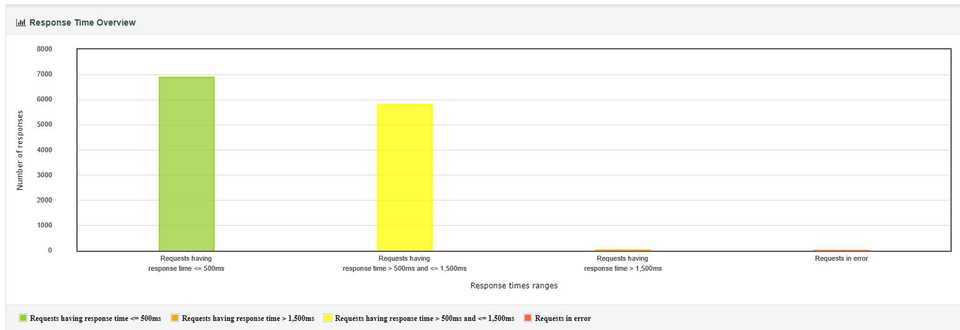 Response Time Overview
8000
7000
6000
5000
4000
3000
2000
1000
0
Number of responses
Requests having
response time <= 500ms
Requests having
response time > 500ms and <= 1,500ms
Requests having
response time > 1,500ms
Requests in error
Response times ranges
Requests having response time <= 500ms Requests having response time > 1,500ms Requests having response time > 500ms and <= 1,500ms Requests in error